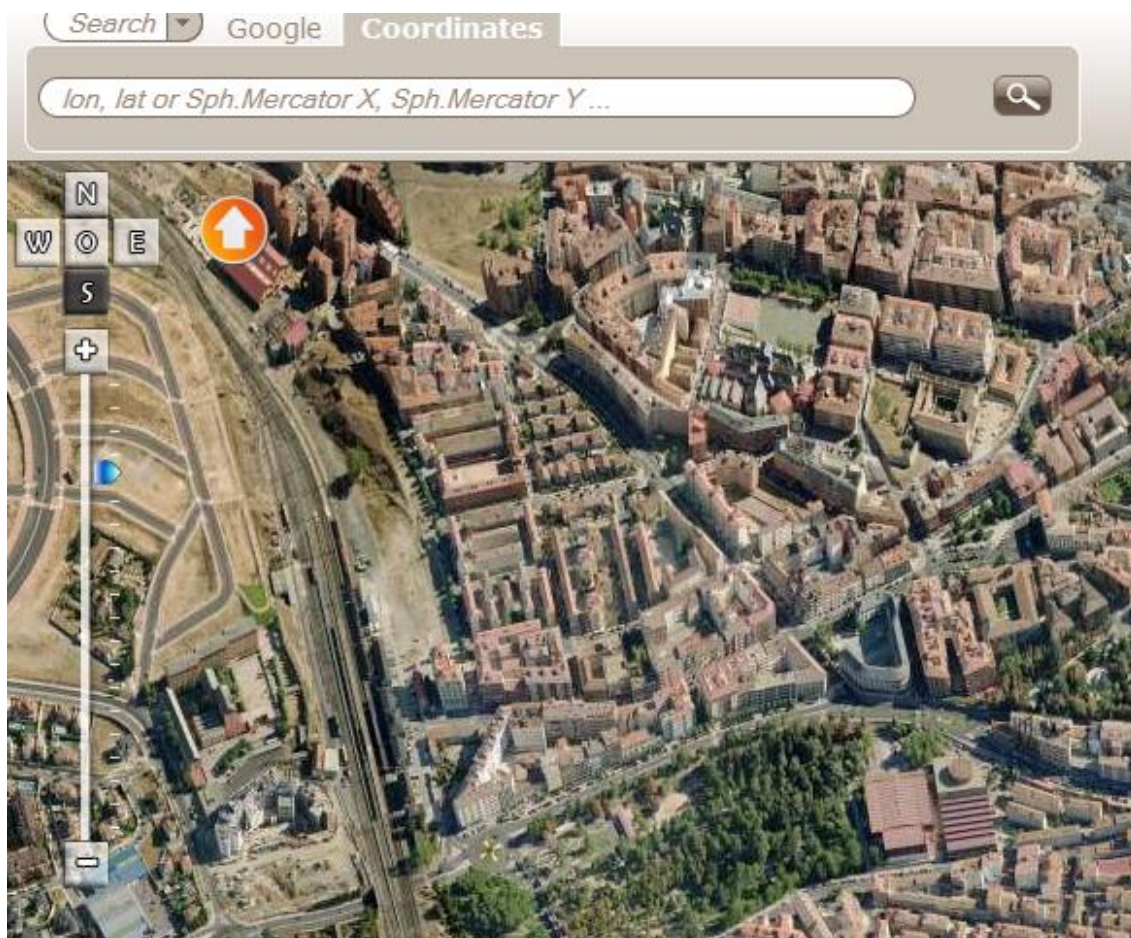 Search Google Coordinates
lon, lat or Sph.Mercator X, Sph.Mercator Y ...
N
W O E
S